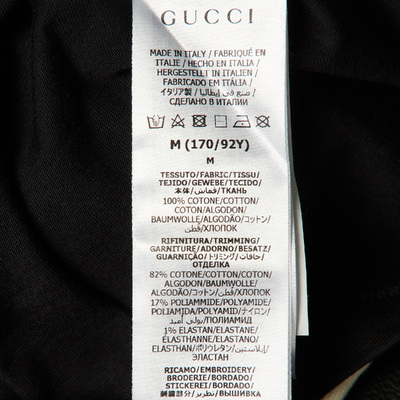 GUCCI
MADE IN ITALY / FABRIQUÉ EN
ITALIE / HECHO EN ITALIA /
HERGESTELLT IN ITALIEN /
FABRICADO EM ITÁLIA /
イタリア製 / صنع في إيطاليا /
СДЕЛАНО В ИТАЛИИ
M (170/92Y)
M
TESSUTO/FABRIC/TISSU/
TEJIDO/GEWEBE/TECIDO/
本体/قماش/ТКАНЬ
100% COTONE/COTTON/
COTON/ALGODON/
BAUMWOLLE/ALGODÃO/コットン/
قطن/ХЛОПОК
RIFINITURA/TRIMMING/
GARNITURE/ADORNO/BESATZ/
GUARNIÇÃO/トリミング/حافات/
ОТДЕЛКА
82% COTONE/COTTON/COTON/
ALGODON/BAUMWOLLE/
ALGODÃO/コットン/قطن/ХЛОПОК
17% POLIAMMIDE/POLYAMIDE/
POLIAMIDA/POLYAMID/ナイロン/
بولي أميد/ПОЛИАМИД
1% ELASTAN/ELASTANE/
ÉLASTHANNE/ELASTANO/
ELASTHAN/ポリウレタン/إيلاستين/
ЭЛАСТАН
RICAMO/EMBROIDERY/
BRODERIE/BORDADO/
STICKEREI/BORDADO/
刺繍部分/تطريز/ВЫШИВКА